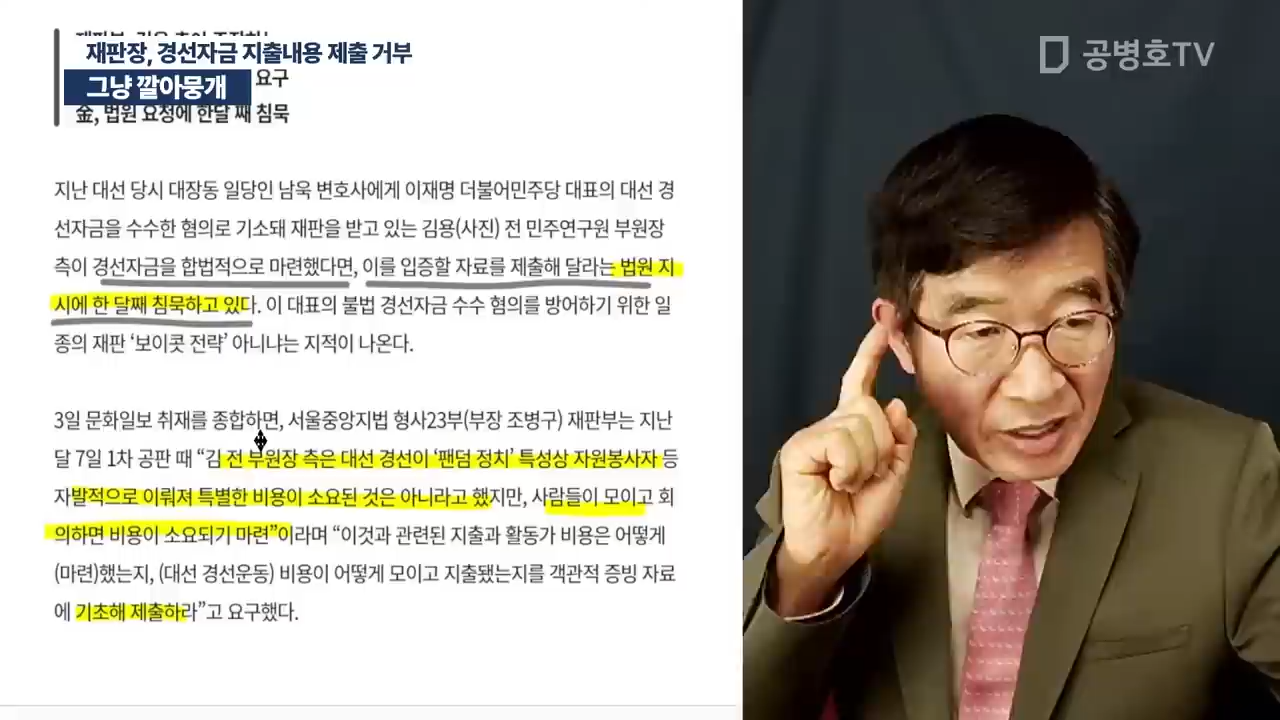 재판장, 경선자금 지출내용 제출 거부
그냥 깔아뭉개
요구
金, 법원 요청에 한달 째 침묵
공병호TV
지난 대선 당시 대장동 일당인 남욱 변호사에게 이재명 더불어민주당 대표의 대선 경
선자금을 수수한 혐의로 기소돼 재판을 받고 있는 김용(사진) 전 민주연구원 부원장
측이 경선자금을 합법적으로 마련했다면, 이를 입증할 자료를 제출해 달라는 법원 지
시에 한 달째 침묵하고 있다. 이 대표의 불법 경선자금 수수 혐의를 방어하기 위한 일
종의 재판 ‘보이콧 전략’ 아니냐는 지적이 나온다.
3일 문화일보 취재를 종합하면, 서울중앙지법 형사23부(부장 조병구) 재판부는 지난
달 7일 1차 공판 때 “김 전 부원장 측은 대선 경선이 ‘팬덤 정치’ 특성상 자원봉사자 등
자발적으로 이뤄져 특별한 비용이 소요된 것은 아니라고 했지만, 사람들이 모이고 회
의하면 비용이 소요되기 마련”이라며 “이것과 관련된 지출과 활동가 비용은 어떻게
(마련)했는지, (대선 경선운동) 비용이 어떻게 모이고 지출됐는지를 객관적 증빙 자료
에 기초해 제출하라”고 요구했다.